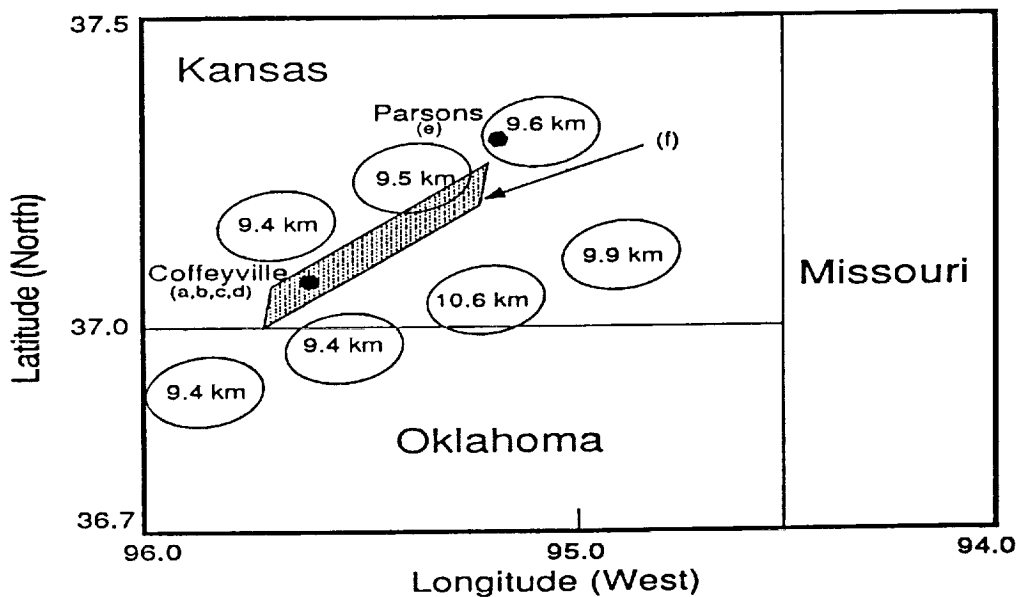 37.5
Kansas
Parsons
(e)
9.6 km
(f)
9.5 km
9.4 km
9.9 km
Coffeyville
(a,b,c,d)
Missouri
10.6 km
37.0
9.4 km
9.4 km
Oklahoma
36.7
96.0
95.0
94.0
Longitude (West)
Latitude (North)